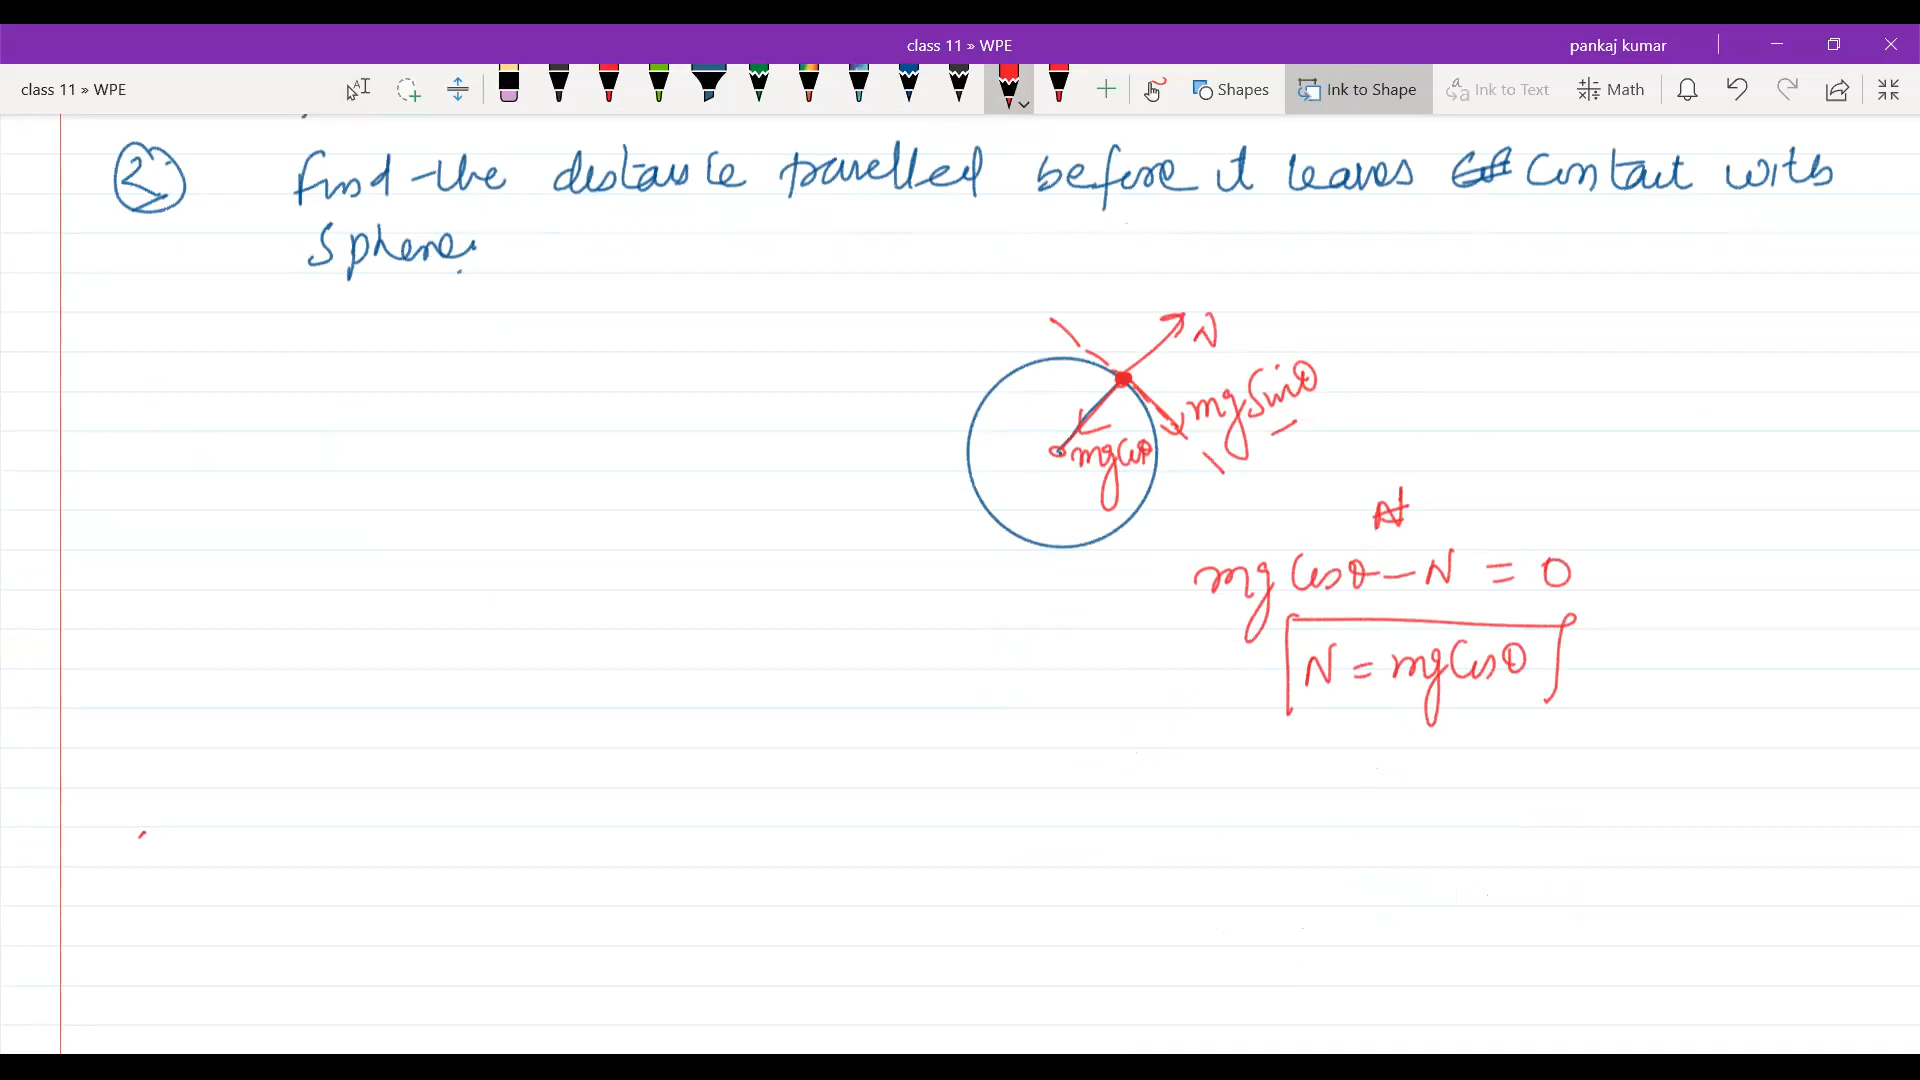 class 11 » WPE
pankaj kumar
class 11 » WPE
Shapes
Ink to Shape
Ink to Text
Math
2 find the distance travelled before it leaves contact with
sphere.
N
mg sinθ
mg cosθ
At
mg cosθ - N = 0
N = mg cosθ